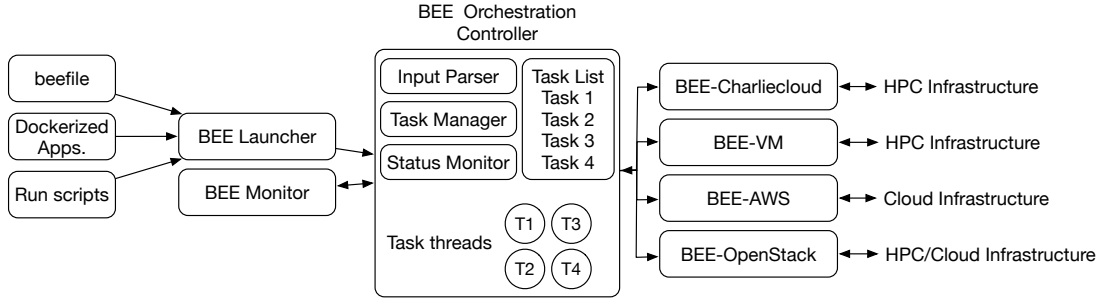 BEE Orchestration
Controller
beefile
Dockerized
Apps.
Run scripts
BEE Launcher
BEE Monitor
Input Parser
Task Manager
Status Monitor
Task List
Task 1
Task 2
Task 3
Task 4
Task threads
T1
T3
T2
T4
BEE-Charliecloud
HPC Infrastructure
BEE-VM
HPC Infrastructure
BEE-AWS
Cloud Infrastructure
BEE-OpenStack
HPC/Cloud Infrastructure